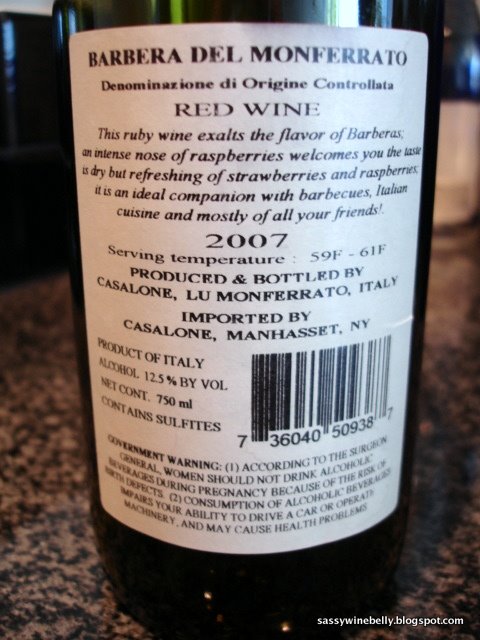 BARBERA DEL MONFERRATO
Denominazione di Origine Controllata
RED WINE
This ruby wine exalts the flavor of Barberas;
an intense nose of raspberries welcomes you the taste
is dry but refreshing of strawberries and raspberries;
it is an ideal companion with barbecues, Italian
cuisine and mostly of all your friends!
2007
Serving temperature : 59F - 61F
PRODUCED & BOTTLED BY
CASALONE, LU MONFERRATO, ITALY
IMPORTED BY
CASALONE, MANHASSET, NY
PRODUCT OF ITALY
ALCOHOL 12.5 % BY VOL
NET CONT. 750 ml
CONTAINS SULFITES
7 36040 50938 7
GOVERNMENT WARNING: (1) ACCORDING TO THE SURGEON
GENERAL, WOMEN SHOULD NOT DRINK ALCOHOLIC
BEVERAGES DURING PREGNANCY BECAUSE OF THE RISK OF
BIRTH DEFECTS. (2) CONSUMPTION OF ALCOHOLIC BEVERAGES
IMPAIRS YOUR ABILITY TO DRIVE A CAR OR OPERATE
MACHINERY, AND MAY CAUSE HEALTH PROBLEMS
sassywinebelly.blogspot.com